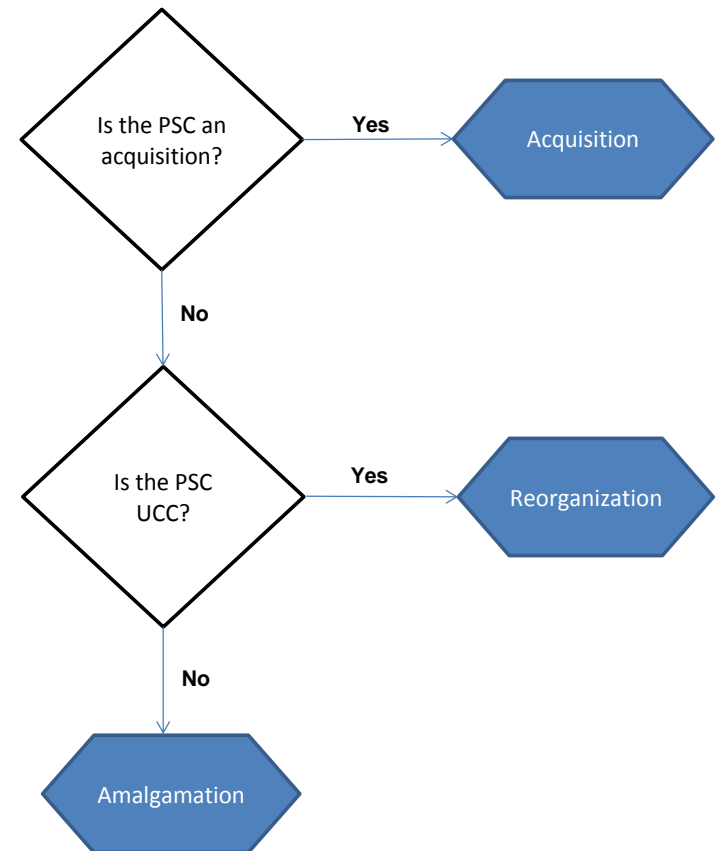 Is the PSC an
acquisition?
Yes
Acquisition
No
Is the PSC
UCC?
Yes
Reorganization
No
Amalgamation